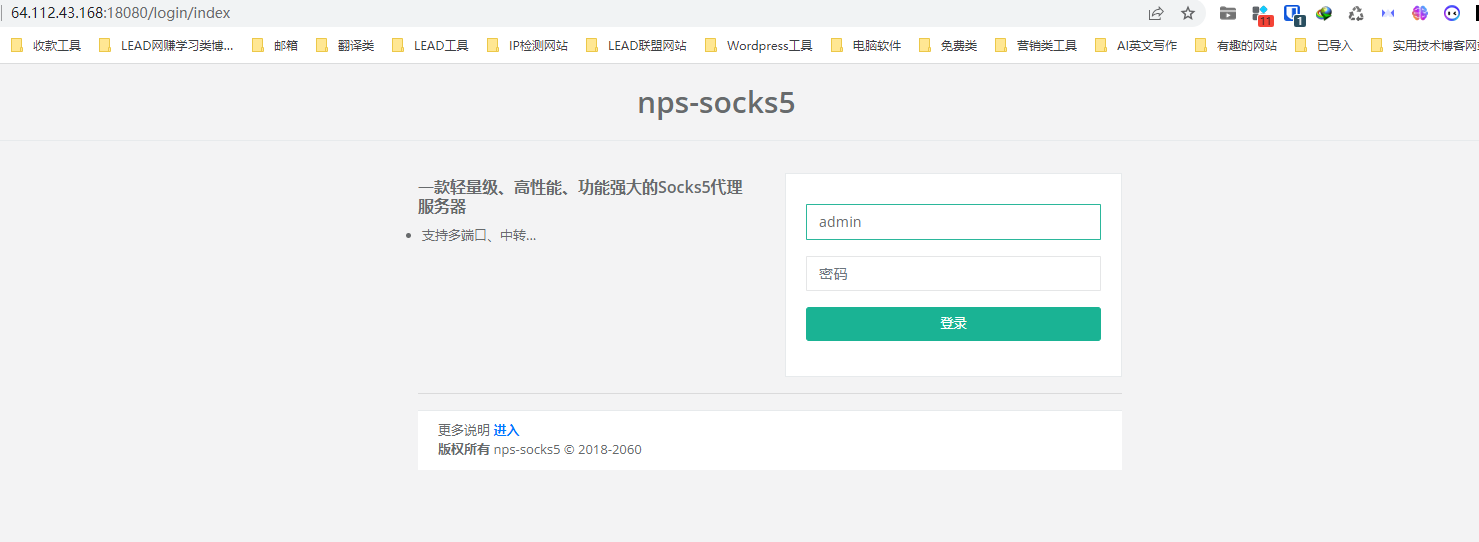 64.112.43.168:18080/login/index
11
1
收款工具 LEAD网赚学习类博... 邮箱 翻译类 LEAD工具 IP检测网站 LEAD联盟网站 Wordpress工具 电脑软件 免费类 营销类工具 AI英文写作 有趣的网站 已导入 实用技术博客网
nps-socks5
一款轻量级、高性能、功能强大的Socks5代理
服务器
支持多端口、中转...
admin
密码
登录
更多说明 进入
版权所有 nps-socks5 © 2018-2060